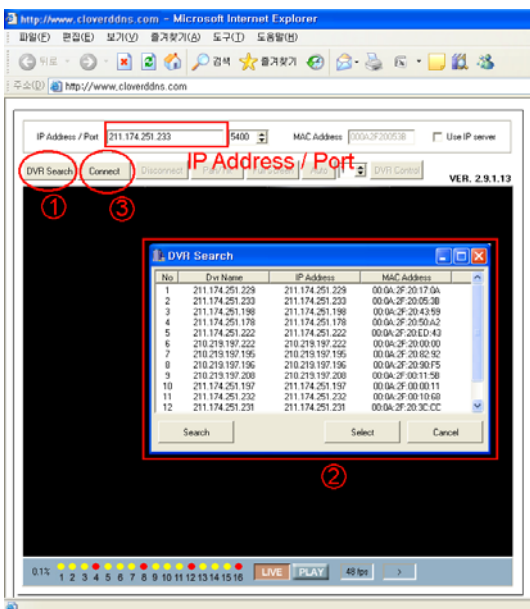 http://www.cloverddns.com - Microsoft Internet Explorer
파일(F) 편집(E) 보기(V) 즐겨찾기(A) 도구(T) 도움말(H)
뒤로 검색 즐겨찾기
주소(D) http://www.cloverddns.com
IP Address / Port 211.174.251.233 5400 MAC Address 000A2F20053B Use IP server
IP Address / Port
DVR Search Connect Disconnect Auto 1 DVR Control
VER. 2.9.1.13
① ③
DVR Search
No Dvr Name IP Address MAC Address
1 211.174.251.229 211.174.251.229 00:0A:2F:20:17:0A
2 211.174.251.233 211.174.251.233 00:0A:2F:20:05:3B
3 211.174.251.198 211.174.251.198 00:0A:2F:20:43:59
4 211.174.251.178 211.174.251.178 00:0A:2F:20:50:A2
5 211.174.251.222 211.174.251.222 00:0A:2F:20:ED:43
6 210.219.197.222 210.219.197.222 00:0A:2F:20:00:00
7 210.219.197.195 210.219.197.195 00:0A:2F:20:82:92
8 210.219.197.196 210.219.197.196 00:0A:2F:20:90:F5
9 210.219.197.208 210.219.197.208 00:0A:2F:00:11:58
10 211.174.251.197 211.174.251.197 00:0A:2F:00:00:11
11 211.174.251.232 211.174.251.232 00:0A:2F:00:10:68
12 211.174.251.231 211.174.251.231 00:0A:2F:20:3C:CC
Search Select Cancel
②
0.1% 1 2 3 4 5 6 7 8 9 10 11 12 13 14 15 16 LIVE PLAY 48 fps >